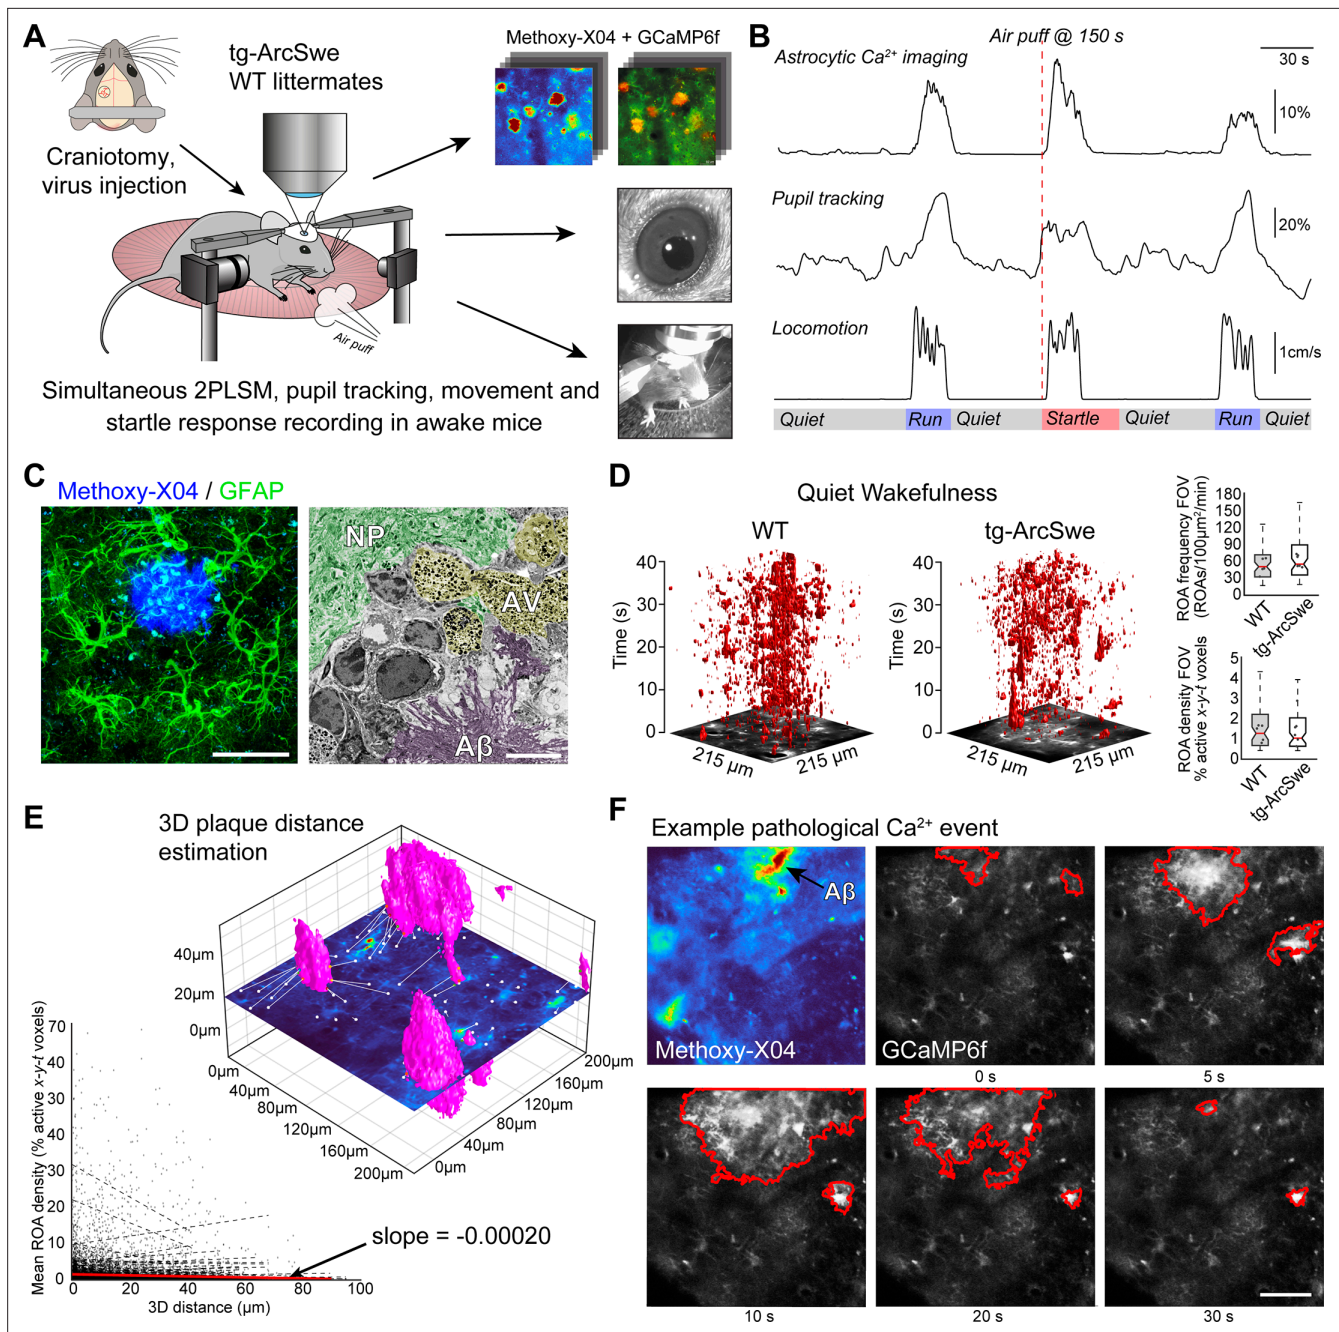 A
tg-ArcSwe
WT littermates
Methoxy-X04 + GCaMP6f
Craniotomy,
virus injection
Air puff
Simultaneous 2PLSM, pupil tracking, movement and
startle response recording in awake mice
B
Air puff @ 150 s
Astrocytic Ca²⁺ imaging
30 s
10%
Pupil tracking
20%
Locomotion
1cm/s
Quiet Run Quiet Startle Quiet Run Quiet
C
Methoxy-X04 / GFAP
NP
AV
Aβ
D
Quiet Wakefulness
WT
tg-ArcSwe
Time (s)
40
30
20
10
0
215 µm
215 µm
Time (s)
40
30
20
10
0
215 µm
215 µm
ROA frequency FOV
(ROAs/100µm²/min)
180
150
120
90
60
30
0
WT
tg-ArcSwe
ROA density FOV
% active x-y-t voxels
5
4
3
2
1
0
WT
tg-ArcSwe
E
3D plaque distance
estimation
40µm
20µm
0µm
0µm
40µm
80µm
120µm
160µm
200µm
0µm
40µm
80µm
120µm
160µm
200µm
Mean ROA density (% active x-y-t voxels)
70
40
30
40
30
20
10
0
0 20 40 60 80 100
3D distance (µm)
slope = -0.00020
F
Example pathological Ca²⁺ event
Aβ
Methoxy-X04
GCaMP6f
0 s
5 s
10 s
20 s
30 s